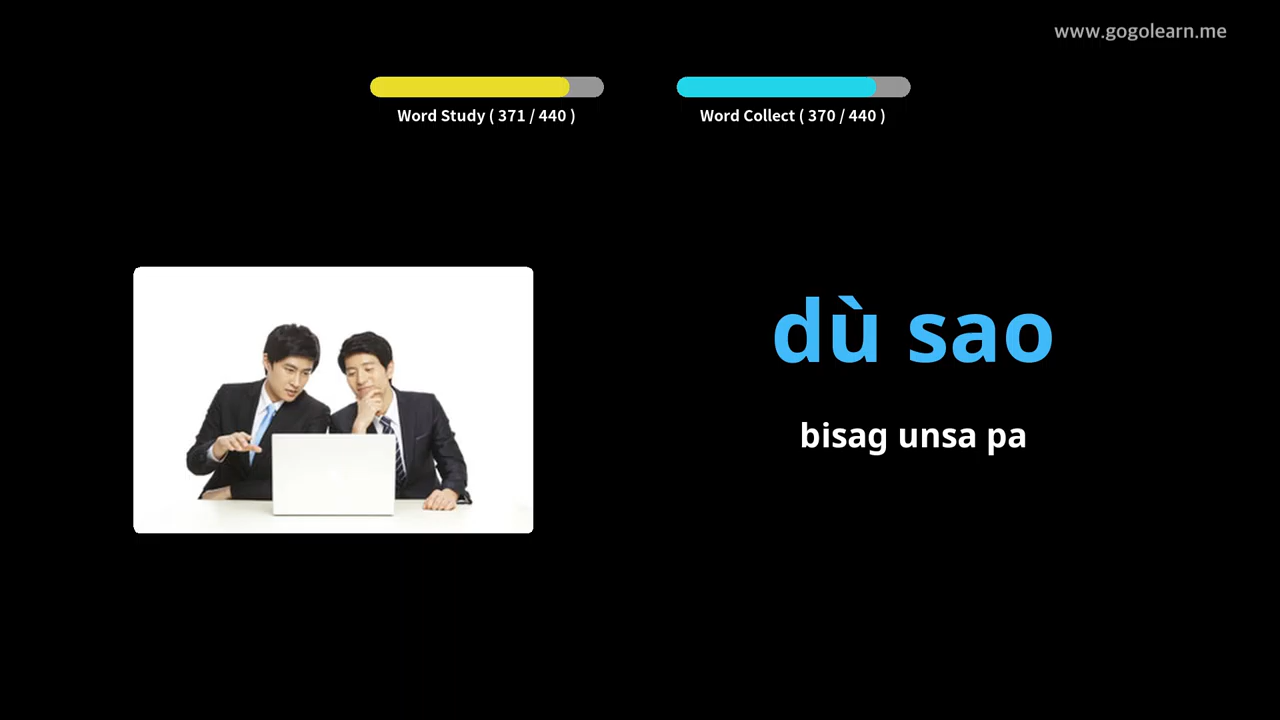 www.gogolearn.me
Word Study ( 371 / 440 )
Word Collect ( 370 / 440 )
dù sao
bisag unsa pa